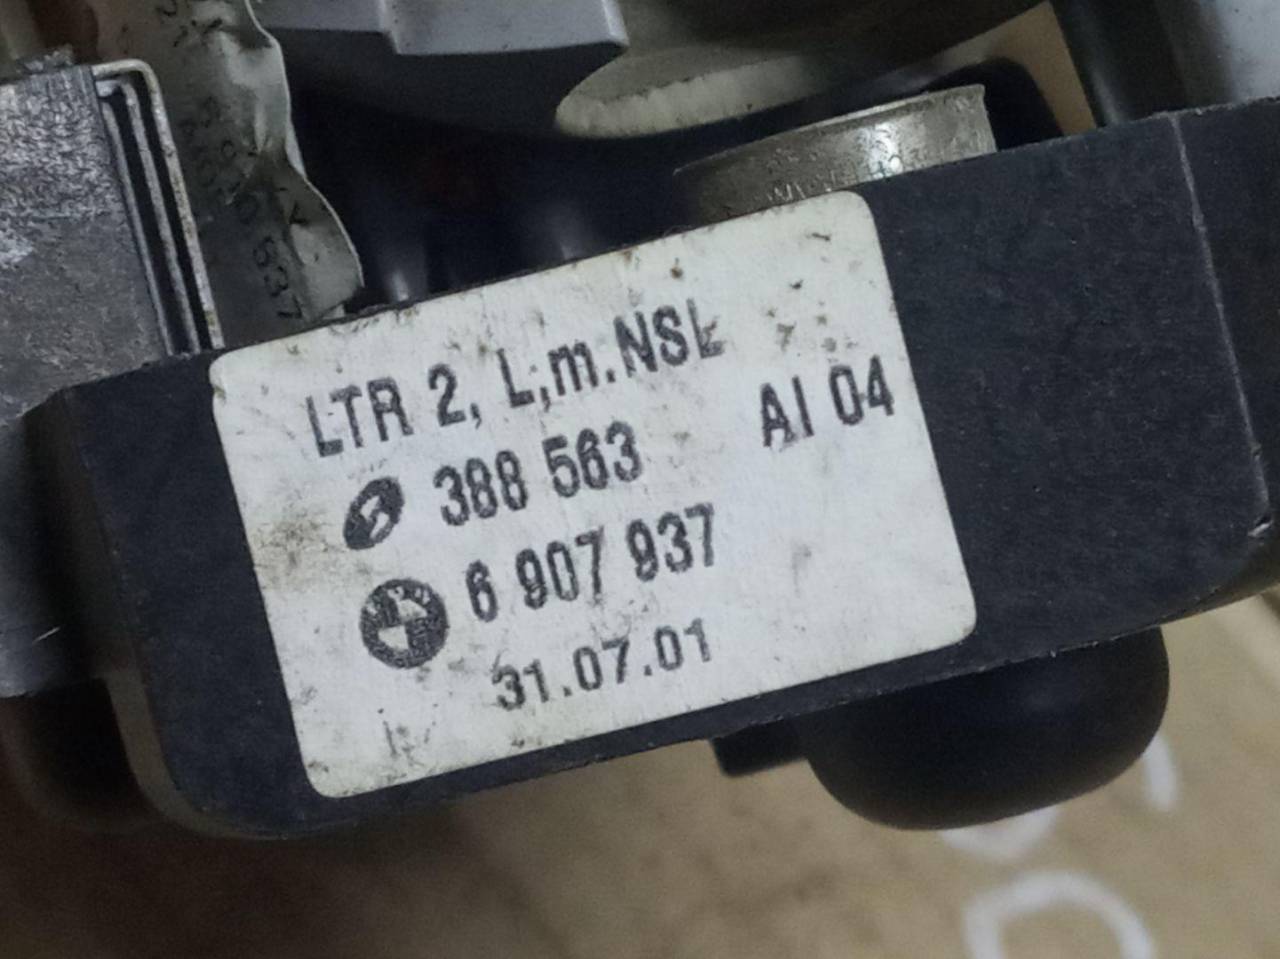 LTR 2, L,m.NSL
388 563 AI 04
6 907 937
31.07.01